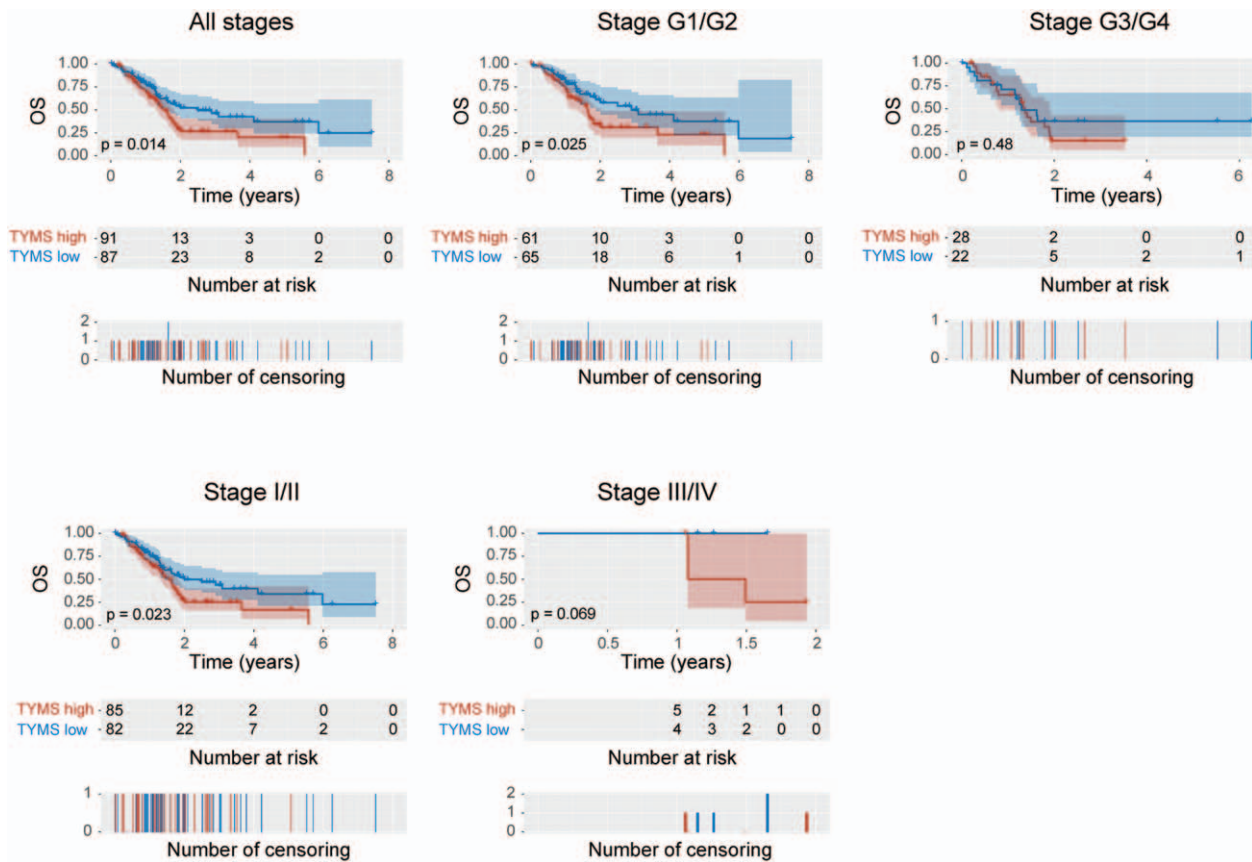 All stages
1.00
0.75
0.50
0.25
0.00
OS
p = 0.014
0 2 4 6 8
Time (years)
TYMS high 91 13 3 0 0
TYMS low 87 23 8 2 0
Number at risk
2
1
0
Number of censoring
Stage G1/G2
1.00
0.75
0.50
0.25
0.00
OS
p = 0.025
0 2 4 6 8
Time (years)
TYMS high 61 10 3 0 0
TYMS low 65 18 6 1 0
Number at risk
2
1
0
Number of censoring
Stage G3/G4
1.00
0.75
0.50
0.25
0.00
OS
p = 0.48
0 2 4 6
Time (years)
TYMS high 28 2 0 0
TYMS low 22 5 2 1
Number at risk
1
0
Number of censoring
Stage I/II
1.00
0.75
0.50
0.25
0.00
OS
p = 0.023
0 2 4 6 8
Time (years)
TYMS high 85 12 2 0 0
TYMS low 82 22 7 2 0
Number at risk
1
0
Number of censoring
Stage III/IV
1.00
0.75
0.50
0.25
0.00
OS
p = 0.069
0 0.5 1 1.5 2
Time (years)
TYMS high 5 2 1 1 0
TYMS low 4 3 2 0 0
Number at risk
2
1
0
Number of censoring